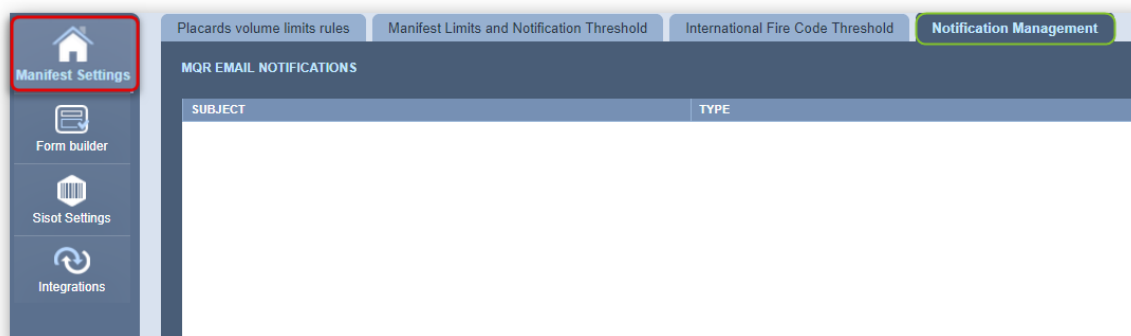 Placards volume limits rules
Manifest Limits and Notification Threshold
International Fire Code Threshold
Notification Management
Manifest Settings
Form builder
Sisot Settings
Integrations
MQR EMAIL NOTIFICATIONS
SUBJECT
TYPE